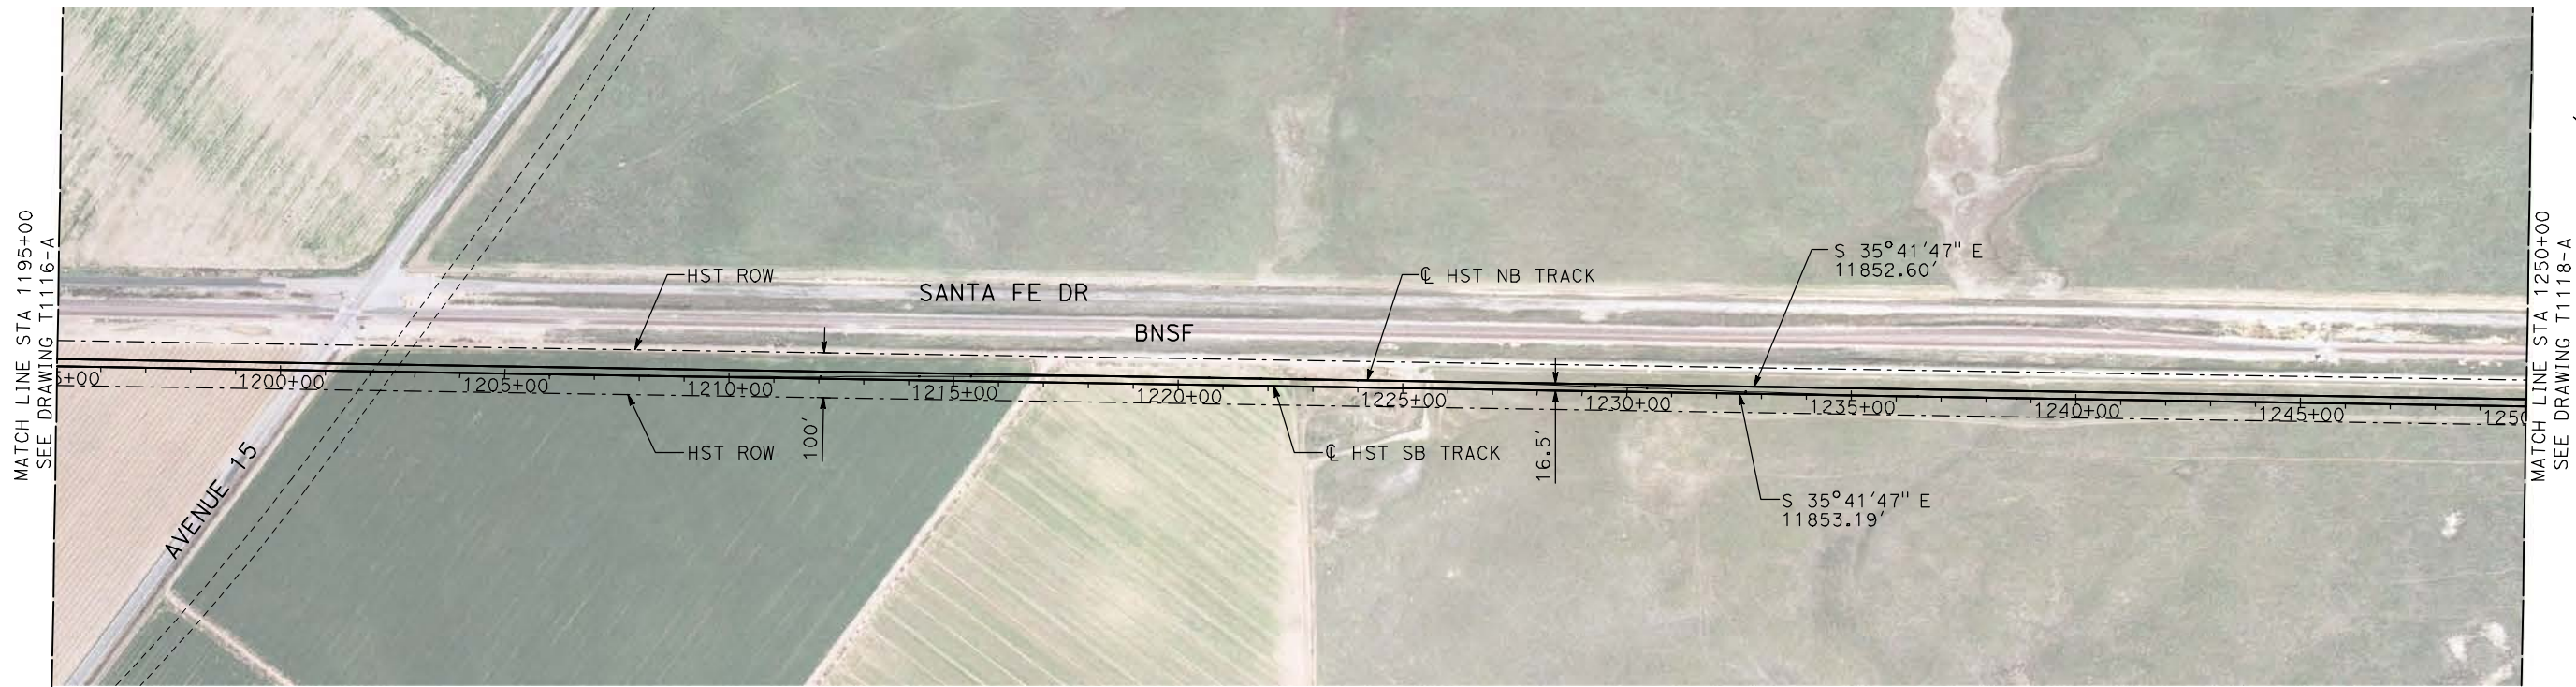 MATCH LINE STA 1195+00
SEE DRAWING T1116-A
HST ROW
SANTA FE DR
BNSF
℄ HST NB TRACK
S 35°41'47" E
11852.60'
5+00
1200+00
1205+00
1210+00
1215+00
1220+00
1225+00
1230+00
1235+00
1240+00
1245+00
1250
AVENUE 15
HST ROW
100'
℄ HST SB TRACK
16.5'
S 35°41'47" E
11853.19'
MATCH LINE STA 1250+00
SEE DRAWING T1118-A